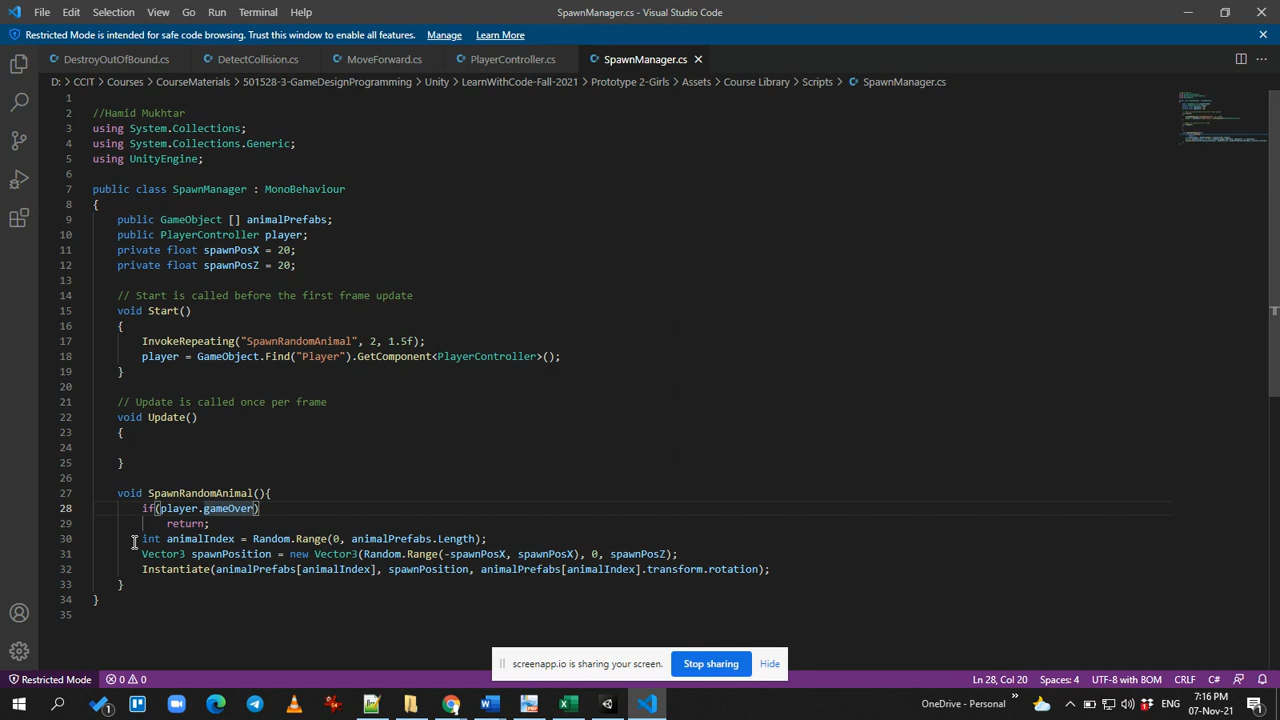 File Edit Selection View Go Run Terminal Help SpawnManager.cs - Visual Studio Code
Restricted Mode is intended for safe code browsing. Trust this window to enable all features. Manage Learn More
DestroyOutOfBound.cs DetectCollision.cs MoveForward.cs PlayerController.cs SpawnManager.cs
D: > CCIT > Courses > CourseMaterials > 501528-3-GameDesignProgramming > Unity > LearnWithCode-Fall-2021 > Prototype 2-Girls > Assets > Course Library > Scripts > SpawnManager.cs
1
2 //Hamid Mukhtar
3 using System.Collections;
4 using System.Collections.Generic;
5 using UnityEngine;
6
7 public class SpawnManager : MonoBehaviour
8 {
9 public GameObject [] animalPrefabs;
10 public PlayerController player;
11 private float spawnPosX = 20;
12 private float spawnPosZ = 20;
13
14 // Start is called before the first frame update
15 void Start()
16 {
17 InvokeRepeating("SpawnRandomAnimal", 2, 1.5f);
18 player = GameObject.Find("Player").GetComponent<PlayerController>();
19 }
20
21 // Update is called once per frame
22 void Update()
23 {
24
25 }
26
27 void SpawnRandomAnimal(){
28 if(player.gameOver)
29 return;
30 int animalIndex = Random.Range(0, animalPrefabs.Length);
31 Vector3 spawnPosition = new Vector3(Random.Range(-spawnPosX, spawnPosX), 0, spawnPosZ);
32 Instantiate(animalPrefabs[animalIndex], spawnPosition, animalPrefabs[animalIndex].transform.rotation);
33 }
34 }
35
screenapp.io is sharing your screen. Stop sharing Hide
Restricted Mode 0 0 Ln 28, Col 20 Spaces: 4 UTF-8 with BOM CRLF C#
OneDrive - Personal ENG 7:16 PM
07-Nov-21